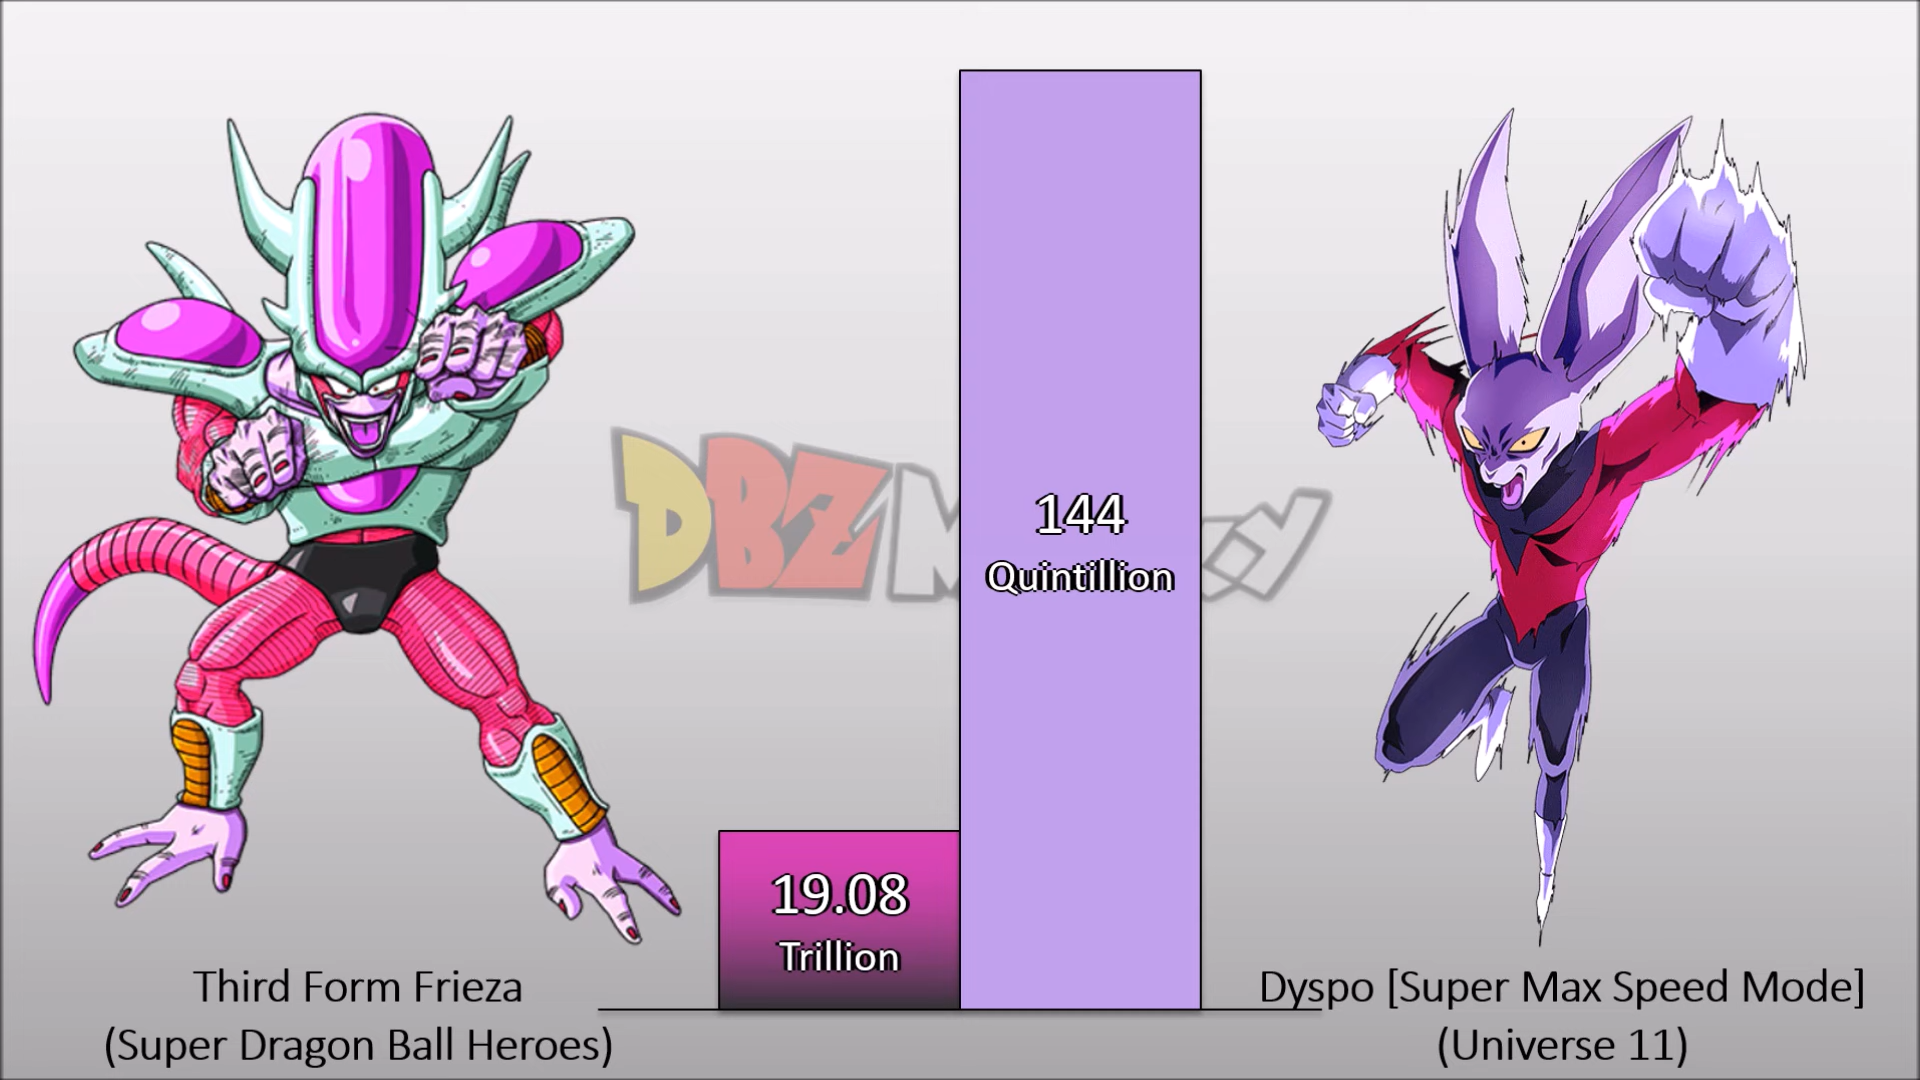 DBZM
144
Quintillion
19.08
Trillion
Third Form Frieza
(Super Dragon Ball Heroes)
Dyspo [Super Max Speed Mode]
(Universe 11)